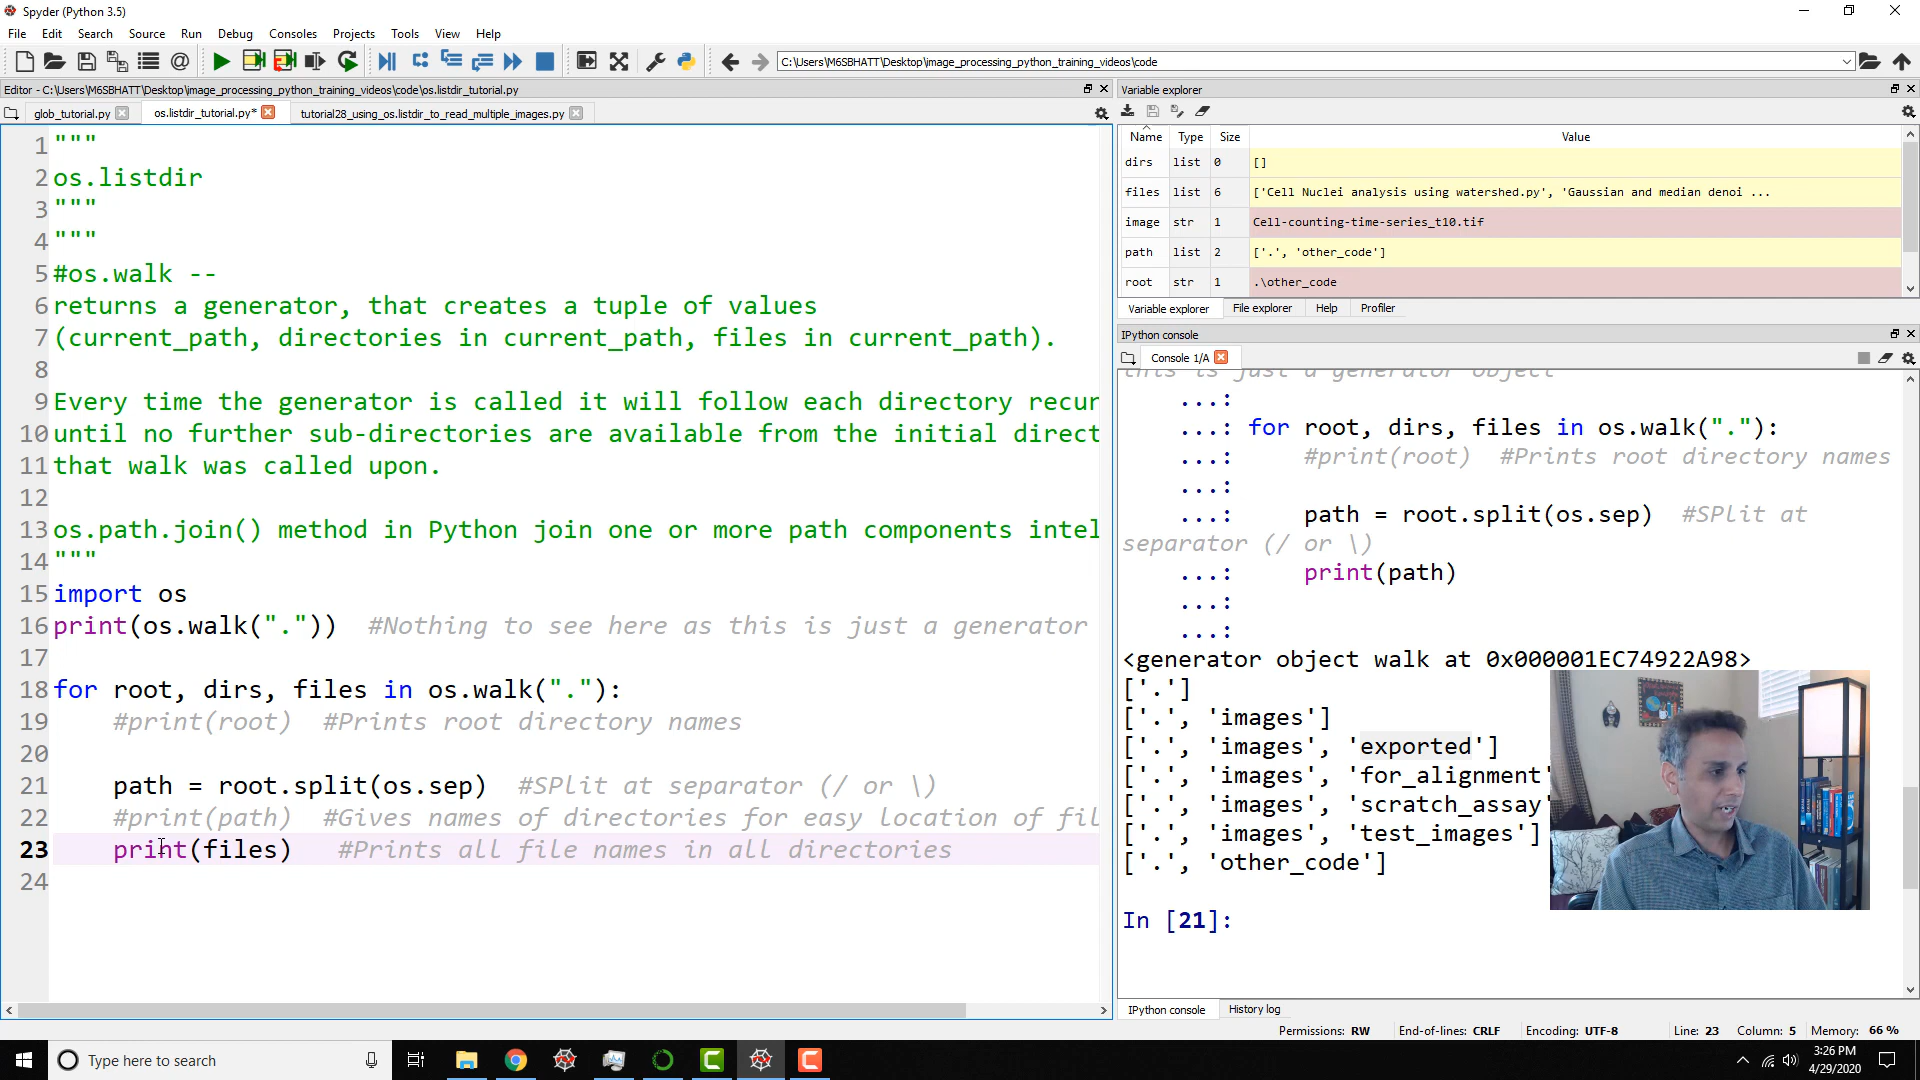 Spyder (Python 3.5)
File Edit Search Source Run Debug Consoles Projects Tools View Help
C:\Users\M6SBHATT\Desktop\image_processing_python_training_videos\code
Editor - C:\Users\M6SBHATT\Desktop\image_processing_python_training_videos\code\os.listdir_tutorial.py
glob_tutorial.py os.listdir_tutorial.py* tutorial28_using_os.listdir_to_read_multiple_images.py
1 """
2 os.listdir
3 """
4 """
5 #os.walk --
6 returns a generator, that creates a tuple of values
7 (current_path, directories in current_path, files in current_path).
8
9 Every time the generator is called it will follow each directory recur
10 until no further sub-directories are available from the initial direct
11 that walk was called upon.
12
13 os.path.join() method in Python join one or more path components intel
14 """
15 import os
16 print(os.walk(".")) #Nothing to see here as this is just a generator
17
18 for root, dirs, files in os.walk("."):
19 #print(root) #Prints root directory names
20
21 path = root.split(os.sep) #SPlit at separator (/ or \)
22 #print(path) #Gives names of directories for easy location of fil
23 print(files) #Prints all file names in all directories
24
Variable explorer
Name Type Size Value
dirs list 0 []
files list 6 ['Cell Nuclei analysis using watershed.py', 'Gaussian and median denoi ...
image str 1 Cell-counting-time-series_t10.tif
path list 2 ['.', 'other_code']
root str 1 .\other_code
Variable explorer File explorer Help Profiler
IPython console
Console 1/A
this is just a generator object
...:
...: for root, dirs, files in os.walk("."):
...: #print(root) #Prints root directory names
...:
...: path = root.split(os.sep) #SPlit at
separator (/ or \)
...: print(path)
...:
...:
<generator object walk at 0x000001EC74922A98>
['.']
['.', 'images']
['.', 'images', 'exported']
['.', 'images', 'for_alignment'
['.', 'images', 'scratch_assay'
['.', 'images', 'test_images']
['.', 'other_code']
In [21]:
IPython console History log
Permissions: RW End-of-lines: CRLF Encoding: UTF-8 Line: 23 Column: 5 Memory: 66 %
Type here to search
3:26 PM
4/29/2020